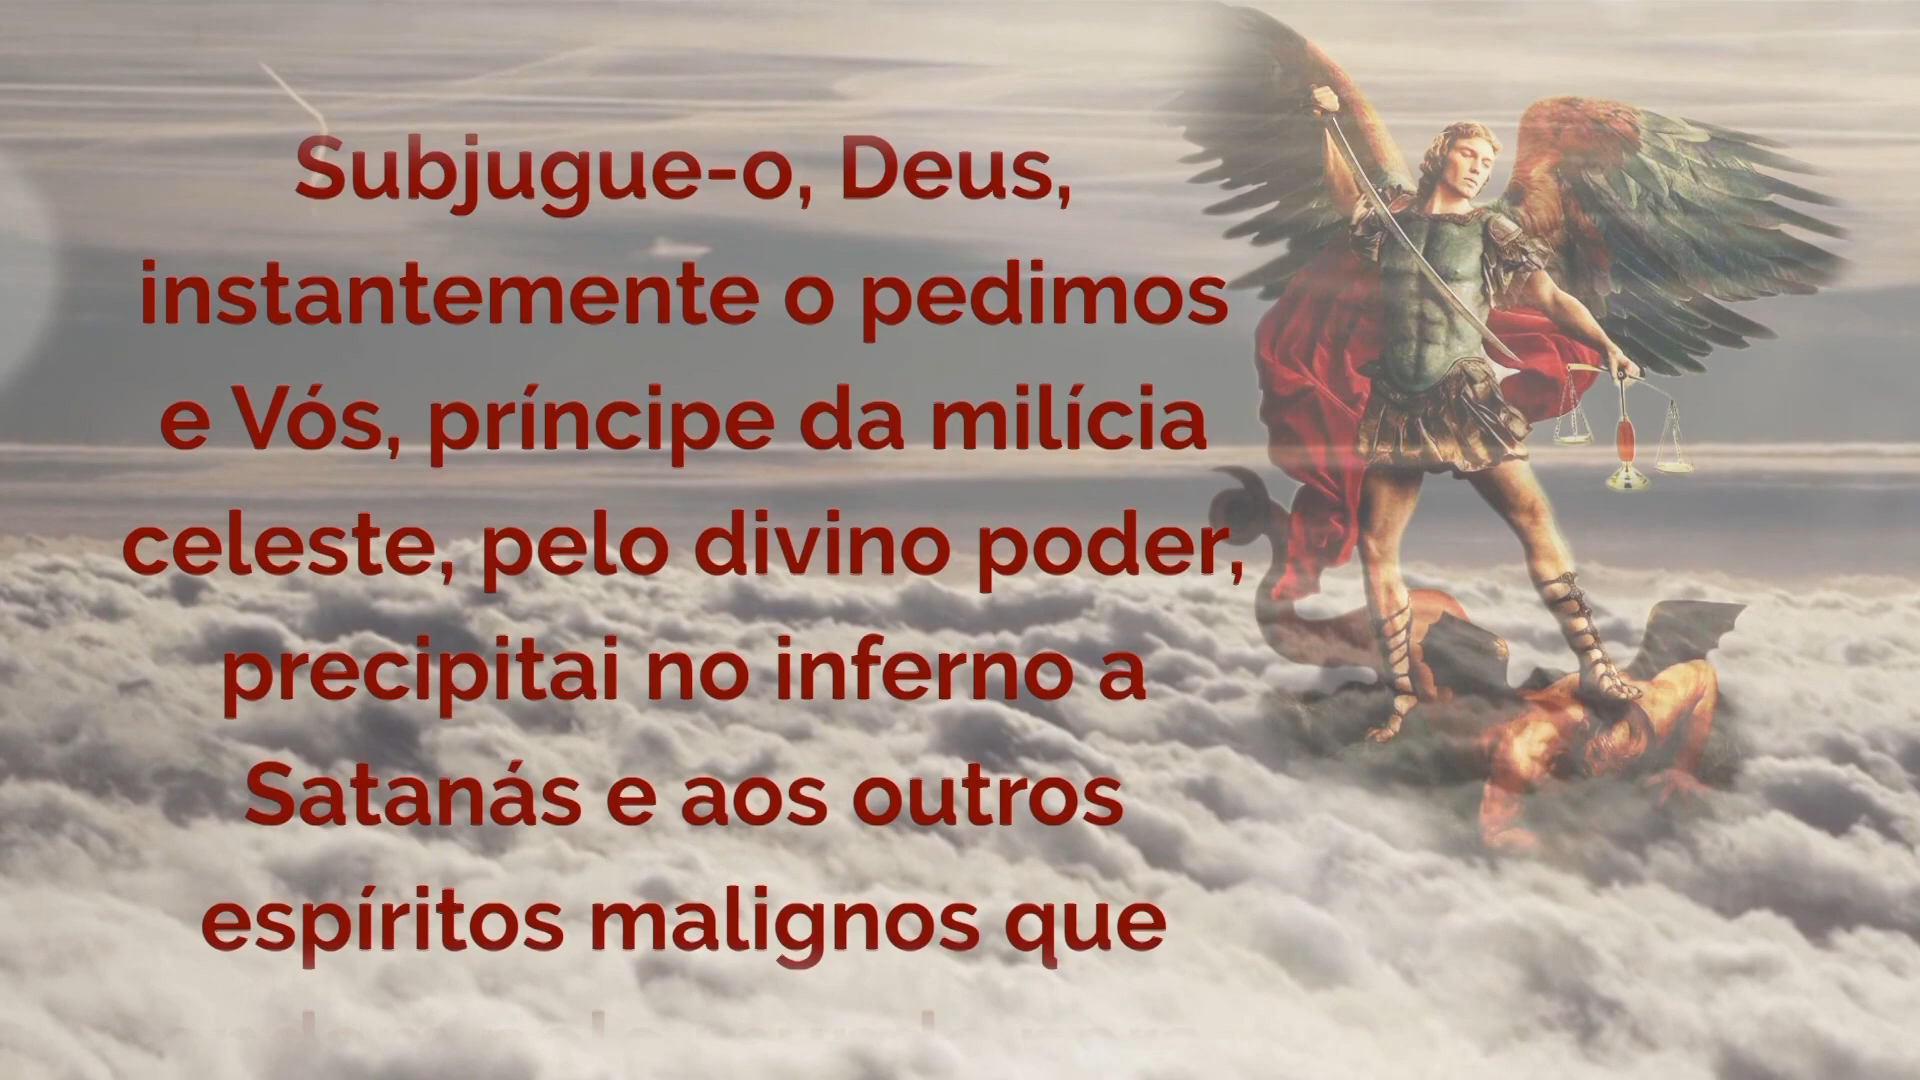 Subjugue-o, Deus,
instantemente o pedimos
e Vós, príncipe da milícia
celeste, pelo divino poder,
precipitai no inferno a
Satanás e aos outros
espíritos malignos que